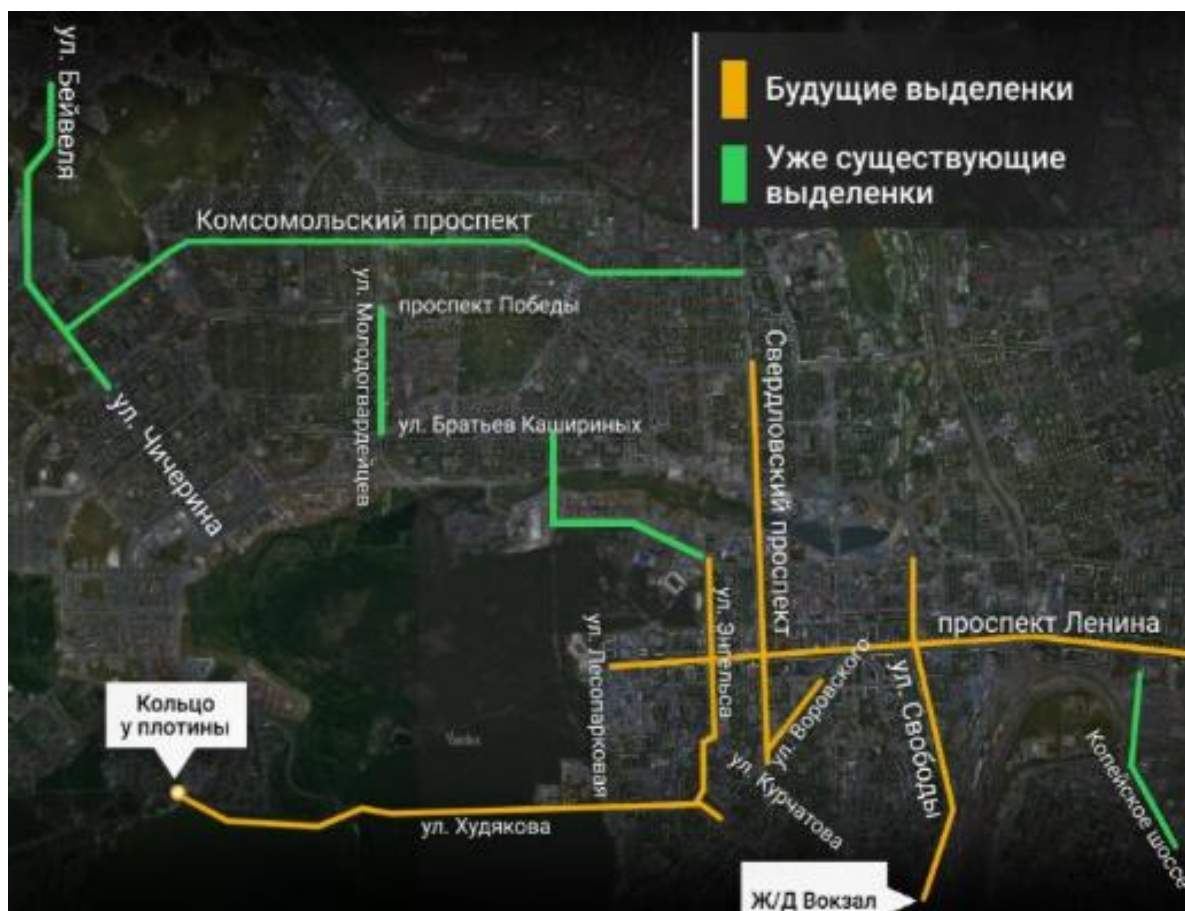 ул. Бейвеля
Будущие выделенки
Уже существующие
выделенки
Комсомольский проспект
ул. Молодогвардейцев
проспект Победы
Свердловский проспект
ул. Чичерина
ул. Братьев Кашириных
ул. Лесопарковая
ул. Энгельса
проспект Ленина
ул. Воровского
ул. Свободы
Кольцо
у плотины
ул. Курчатова
Копейское шоссе
ул. Худякова
Ж/Д Вокзал